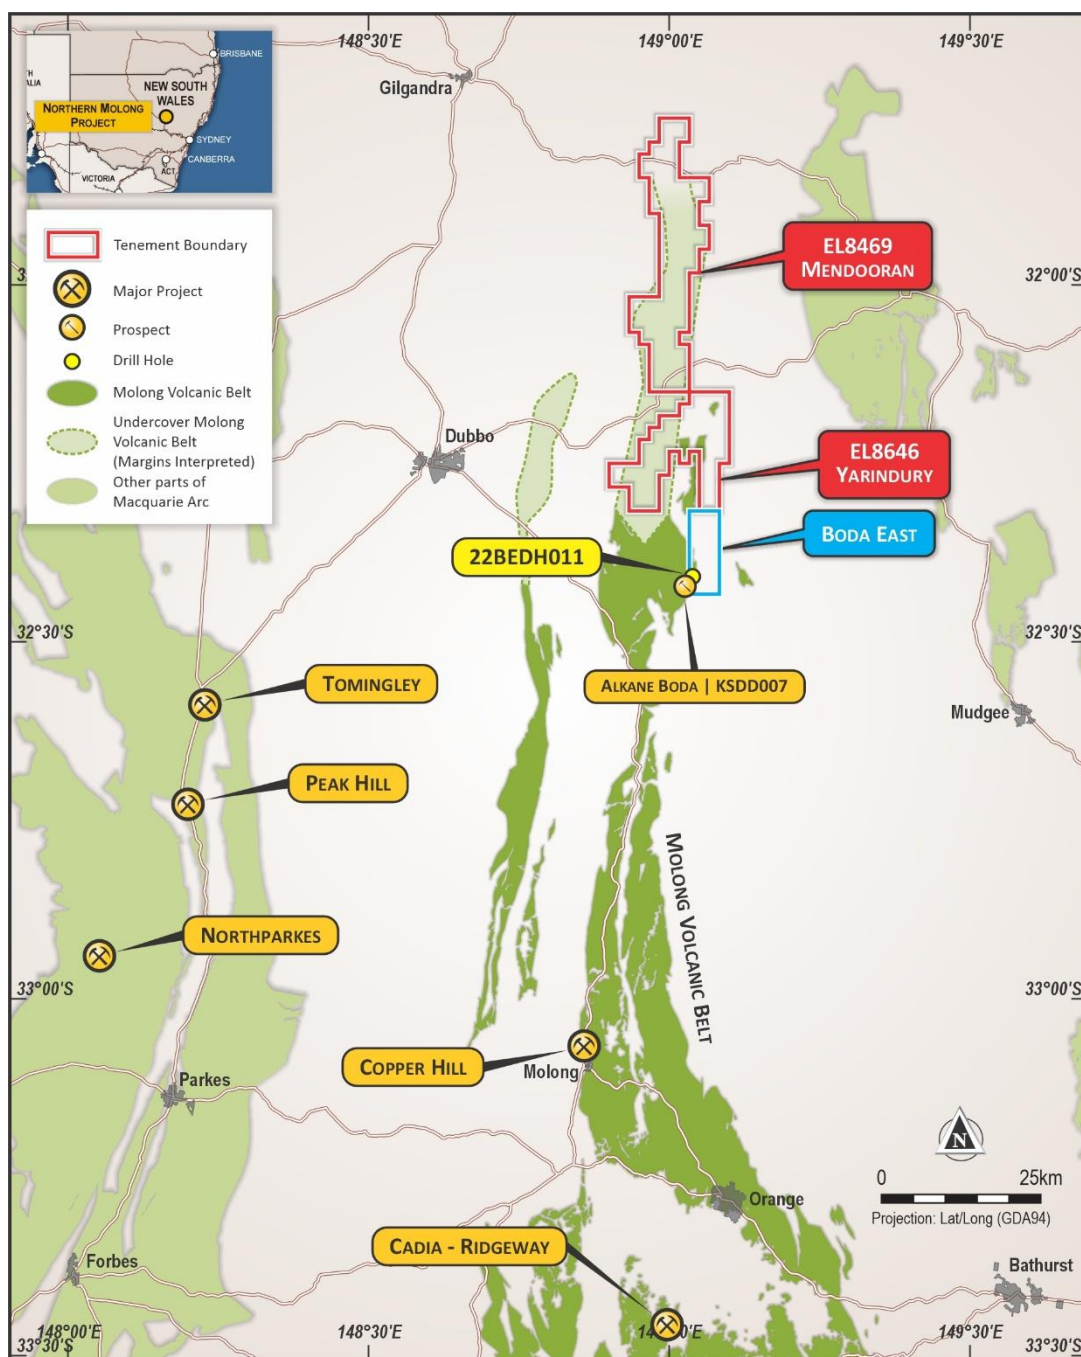 148°30'E
149°00'E
149°30'E
BRISBANE
NEW SOUTH
WALES
NORTHERN MOLONG
PROJECT
SYDNEY
CANBERRA
ACT
VICTORIA
Gilgandra
Tenement Boundary
Major Project
Prospect
Drill Hole
Molong Volcanic Belt
Undercover Molong
Volcanic Belt
(Margins Interpreted)
Other parts of
Macquarie Arc
EL8469
MENDOORAN
32°00'S
Dubbo
EL8646
YARINDURY
BODA EAST
22BEDH011
32°30'S
32°30'S
ALKANE BODA | KSDD007
TOMINGLEY
Mudgee
PEAK HILL
MOLONG VOLCANIC BELT
NORTHPARKES
33°00'S
33°00'S
COPPER HILL
Molong
Parkes
N
0 25km
Projection: Lat/Long (GDA94)
Orange
CADIA - RIDGEWAY
Forbes
Bathurst
148°00'E
148°30'E
149°30'E
33°30'S
33°30'S